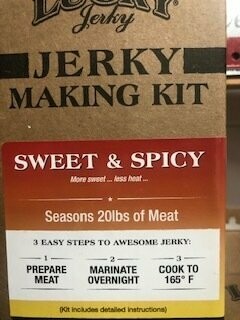 LUCKY
Jerky
JERKY
MAKING KIT
SWEET & SPICY
More sweet ... less heat ...
Seasons 20lbs of Meat
3 EASY STEPS TO AWESOME JERKY:
1 2 3
PREPARE MARINATE COOK TO
MEAT OVERNIGHT 165° F
(Kit includes detailed instructions)